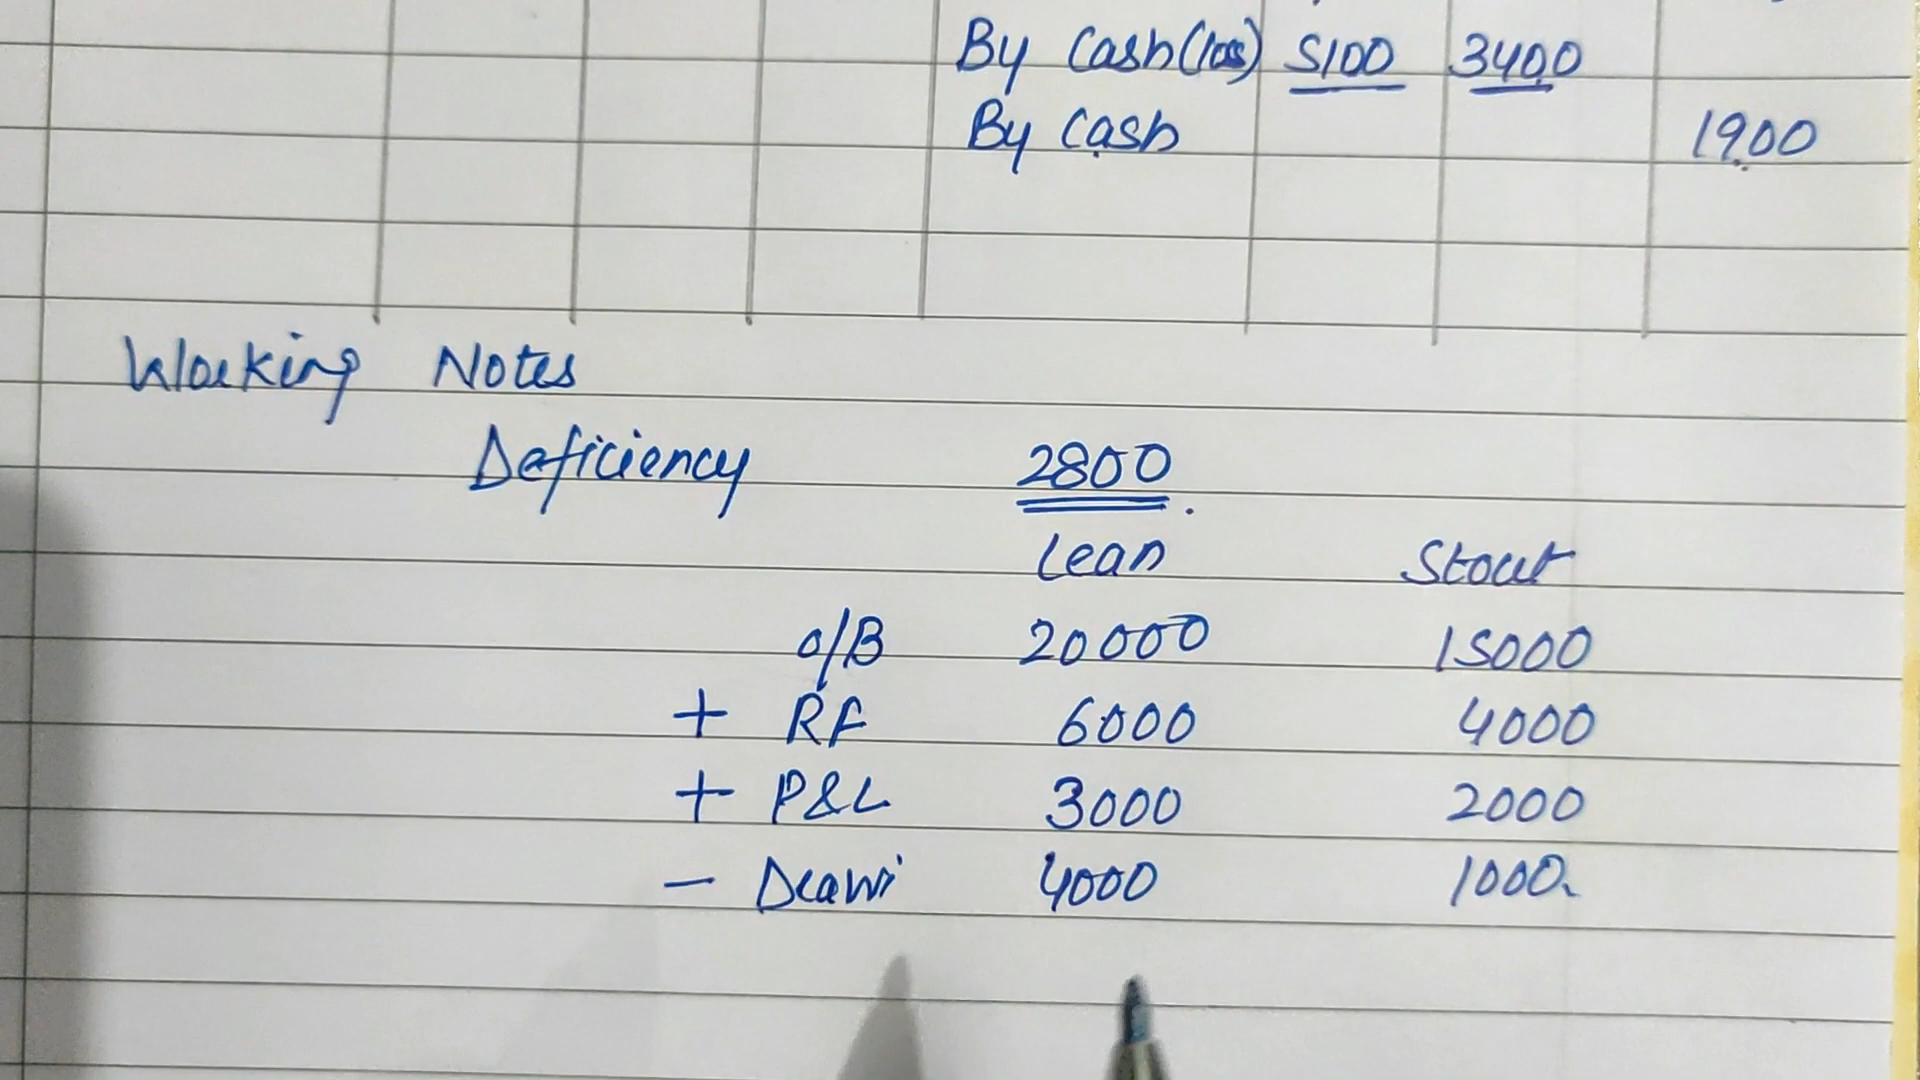 By Cash (loss) 5100 3400
By Cash 1900
Working Notes
Deficiency 2800
Lean Stout
O/B 20000 15000
+ RF 6000 4000
+ P&L 3000 2000
- Drawi 4000 1000